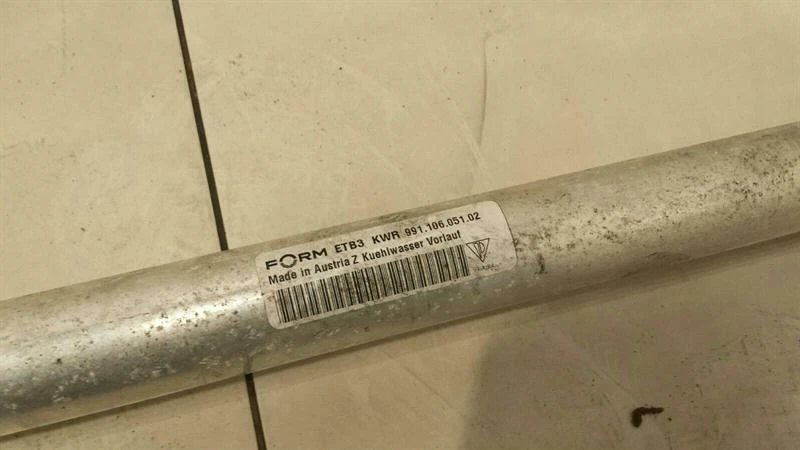 FORM ETB3 KWR 991.106.051.02
Made in Austria Z Kuehlwasser Vorlauf